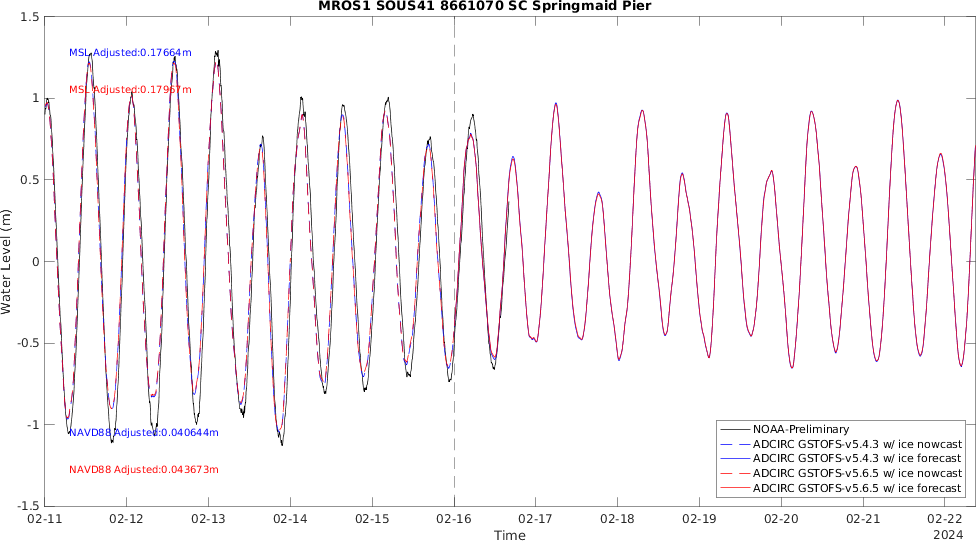 MROS1 SOUS41 8661070 SC Springmaid Pier
1.5
1
0.5
0
-0.5
-1
-1.5
Water Level (m)
MSL Adjusted:0.17664m
MSL Adjusted:0.17967m
NAVD88 Adjusted:0.040644m
NAVD88 Adjusted:0.043673m
NOAA-Preliminary
ADCIRC GSTOFS-v5.4.3 w/ ice nowcast
ADCIRC GSTOFS-v5.4.3 w/ ice forecast
ADCIRC GSTOFS-v5.6.5 w/ ice nowcast
ADCIRC GSTOFS-v5.6.5 w/ ice forecast
02-11 02-12 02-13 02-14 02-15 02-16 02-17 02-18 02-19 02-20 02-21 02-22
2024
Time